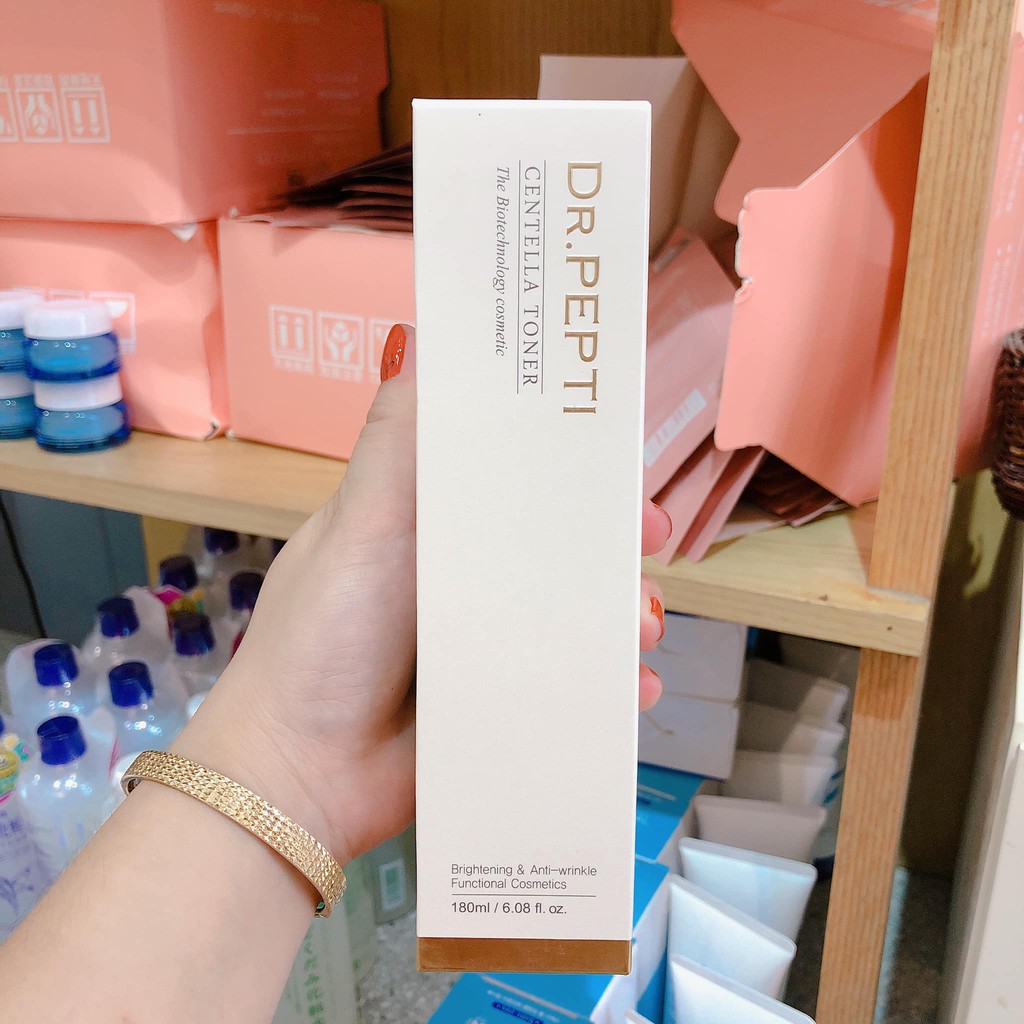 DR.PEPTI
CENTELLA TONER
The Biotechnology cosmetic
Brightening & Anti-wrinkle
Functional Cosmetics
180ml / 6.08 fl. oz.